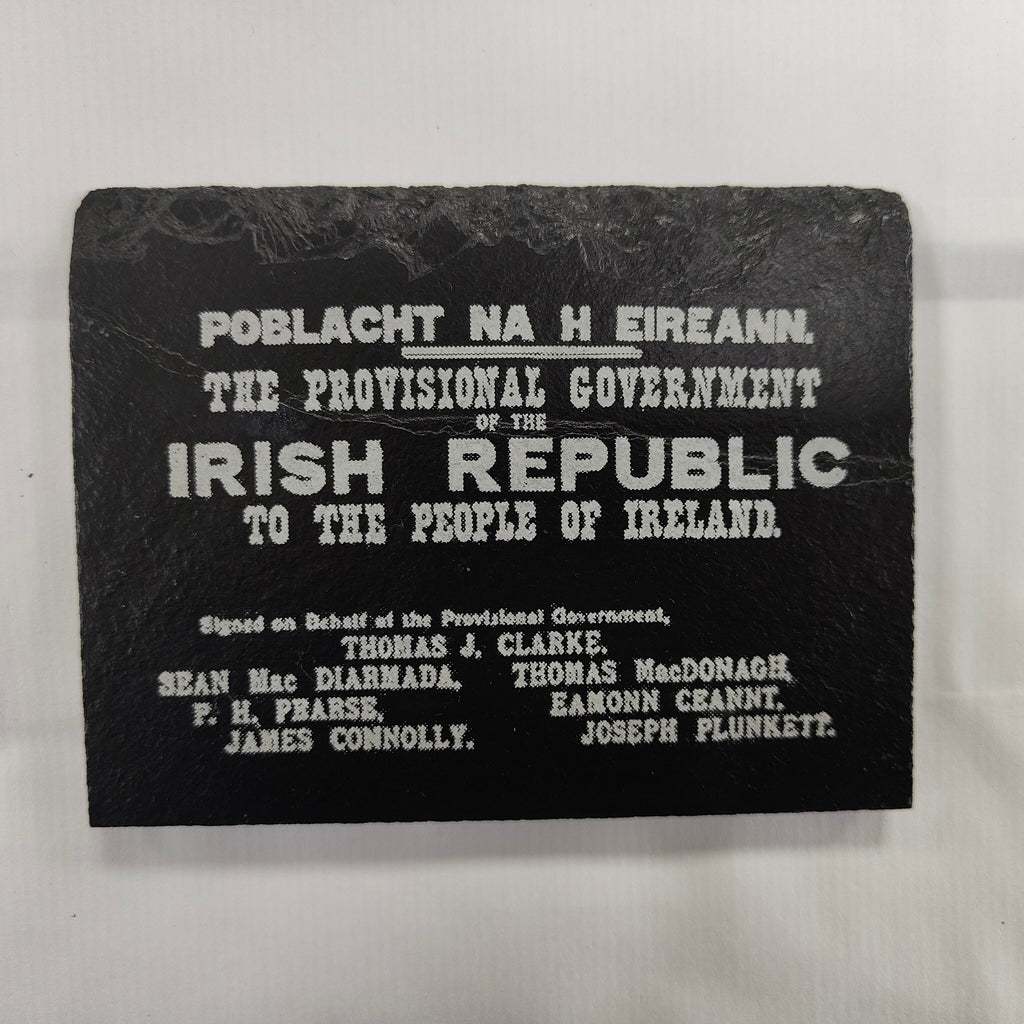 POBLACHT NA H EIREANN.
THE PROVISIONAL GOVERNMENT
OF THE
IRISH REPUBLIC
TO THE PEOPLE OF IRELAND.
Signed on Behalf of the Provisional Government,
THOMAS J. CLARKE.
SEAN Mac DIARMADA. THOMAS MacDONAGH
P. H. PEARSE. EAMONN CEANNT.
JAMES CONNOLLY. JOSEPH PLUNKETT.